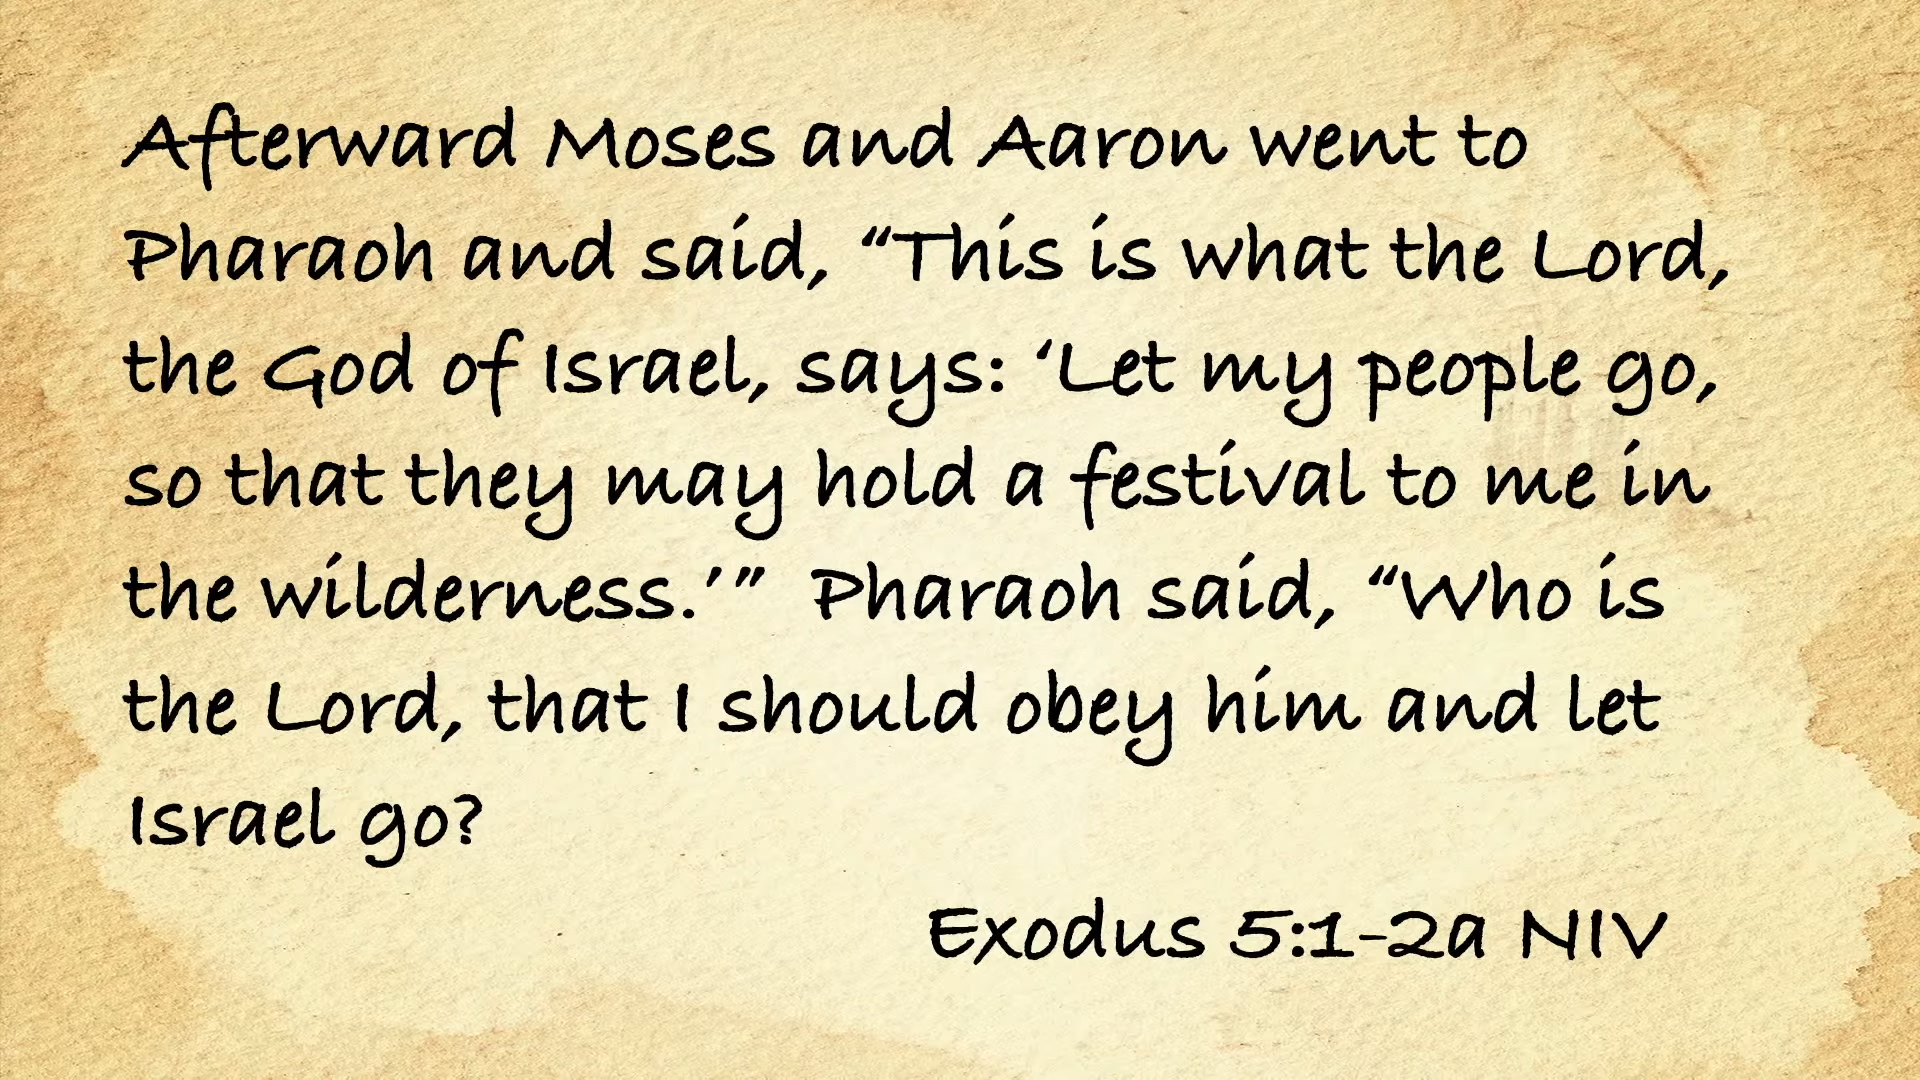 Afterward Moses and Aaron went to
Pharaoh and said, “This is what the Lord,
the God of Israel, says: ‘Let my people go,
so that they may hold a festival to me in
the wilderness.’”  Pharaoh said, “Who is
the Lord, that I should obey him and let
Israel go?
Exodus 5:1-2a NIV